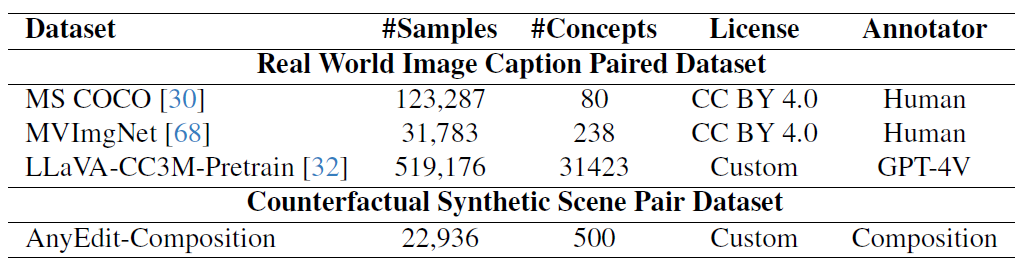 Dataset #Samples #Concepts License Annotator
Real World Image Caption Paired Dataset
MS COCO [30] 123,287 80 CC BY 4.0 Human
MVImgNet [68] 31,783 238 CC BY 4.0 Human
LLaVA-CC3M-Pretrain [32] 519,176 31423 Custom GPT-4V
Counterfactual Synthetic Scene Pair Dataset
AnyEdit-Composition 22,936 500 Custom Composition